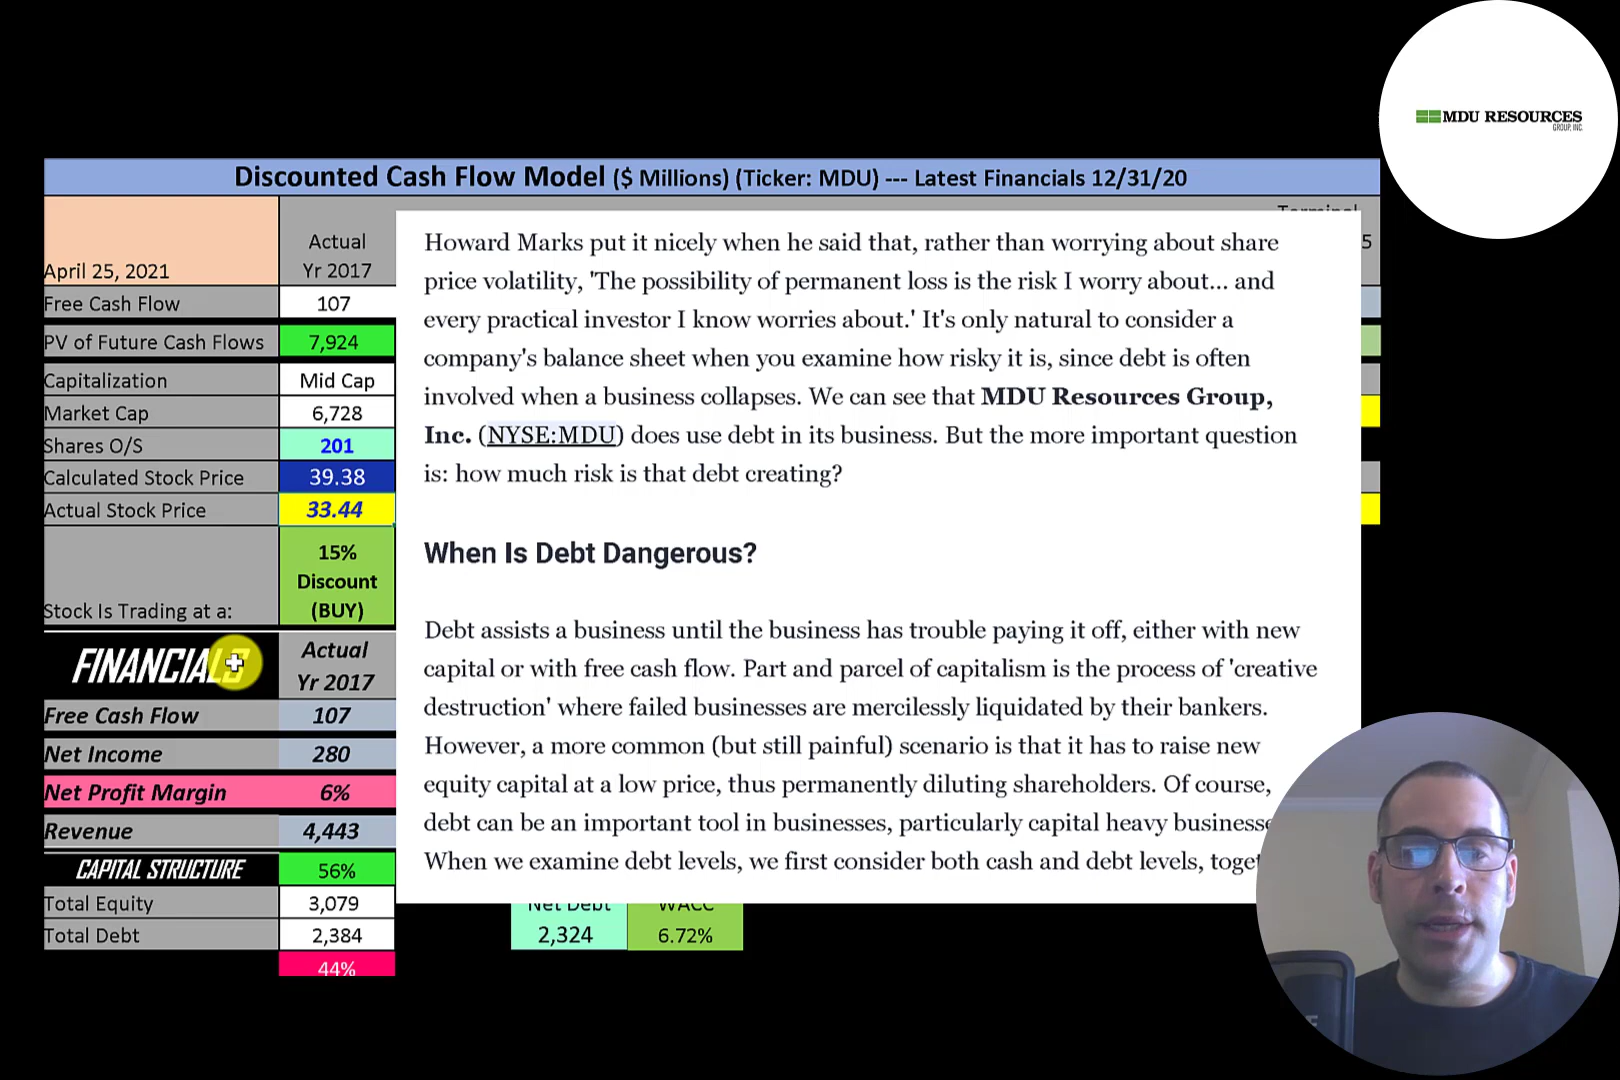 MDU RESOURCES
GROUP, INC.
Discounted Cash Flow Model ($ Millions) (Ticker: MDU) --- Latest Financials 12/31/20
April 25, 2021
Actual
Yr 2017
5
Free Cash Flow 107
PV of Future Cash Flows 7,924
Capitalization Mid Cap
Market Cap 6,728
Shares O/S 201
Calculated Stock Price 39.38
Actual Stock Price 33.44
Stock Is Trading at a:
15%
Discount
(BUY)
FINANCIALS
Actual
Yr 2017
Free Cash Flow 107
Net Income 280
Net Profit Margin 6%
Revenue 4,443
CAPITAL STRUCTURE 56%
Total Equity 3,079
Total Debt 2,384
44%
Net Debt WACC
2,324 6.72%
Howard Marks put it nicely when he said that, rather than worrying about share
price volatility, 'The possibility of permanent loss is the risk I worry about... and
every practical investor I know worries about.' It's only natural to consider a
company's balance sheet when you examine how risky it is, since debt is often
involved when a business collapses. We can see that MDU Resources Group,
Inc. (NYSE:MDU) does use debt in its business. But the more important question
is: how much risk is that debt creating?
When Is Debt Dangerous?
Debt assists a business until the business has trouble paying it off, either with new
capital or with free cash flow. Part and parcel of capitalism is the process of 'creative
destruction' where failed businesses are mercilessly liquidated by their bankers.
However, a more common (but still painful) scenario is that it has to raise new
equity capital at a low price, thus permanently diluting shareholders. Of course,
debt can be an important tool in businesses, particularly capital heavy businesse
When we examine debt levels, we first consider both cash and debt levels, toget